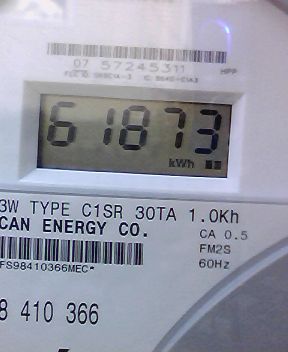 07 57245311 HPP
61873
kWh
3W TYPE C1SR 30TA 1.0Kh
CAN ENERGY CO.
CA 0.5
FM2S
FS98410366MEC*
60Hz
8 410 366